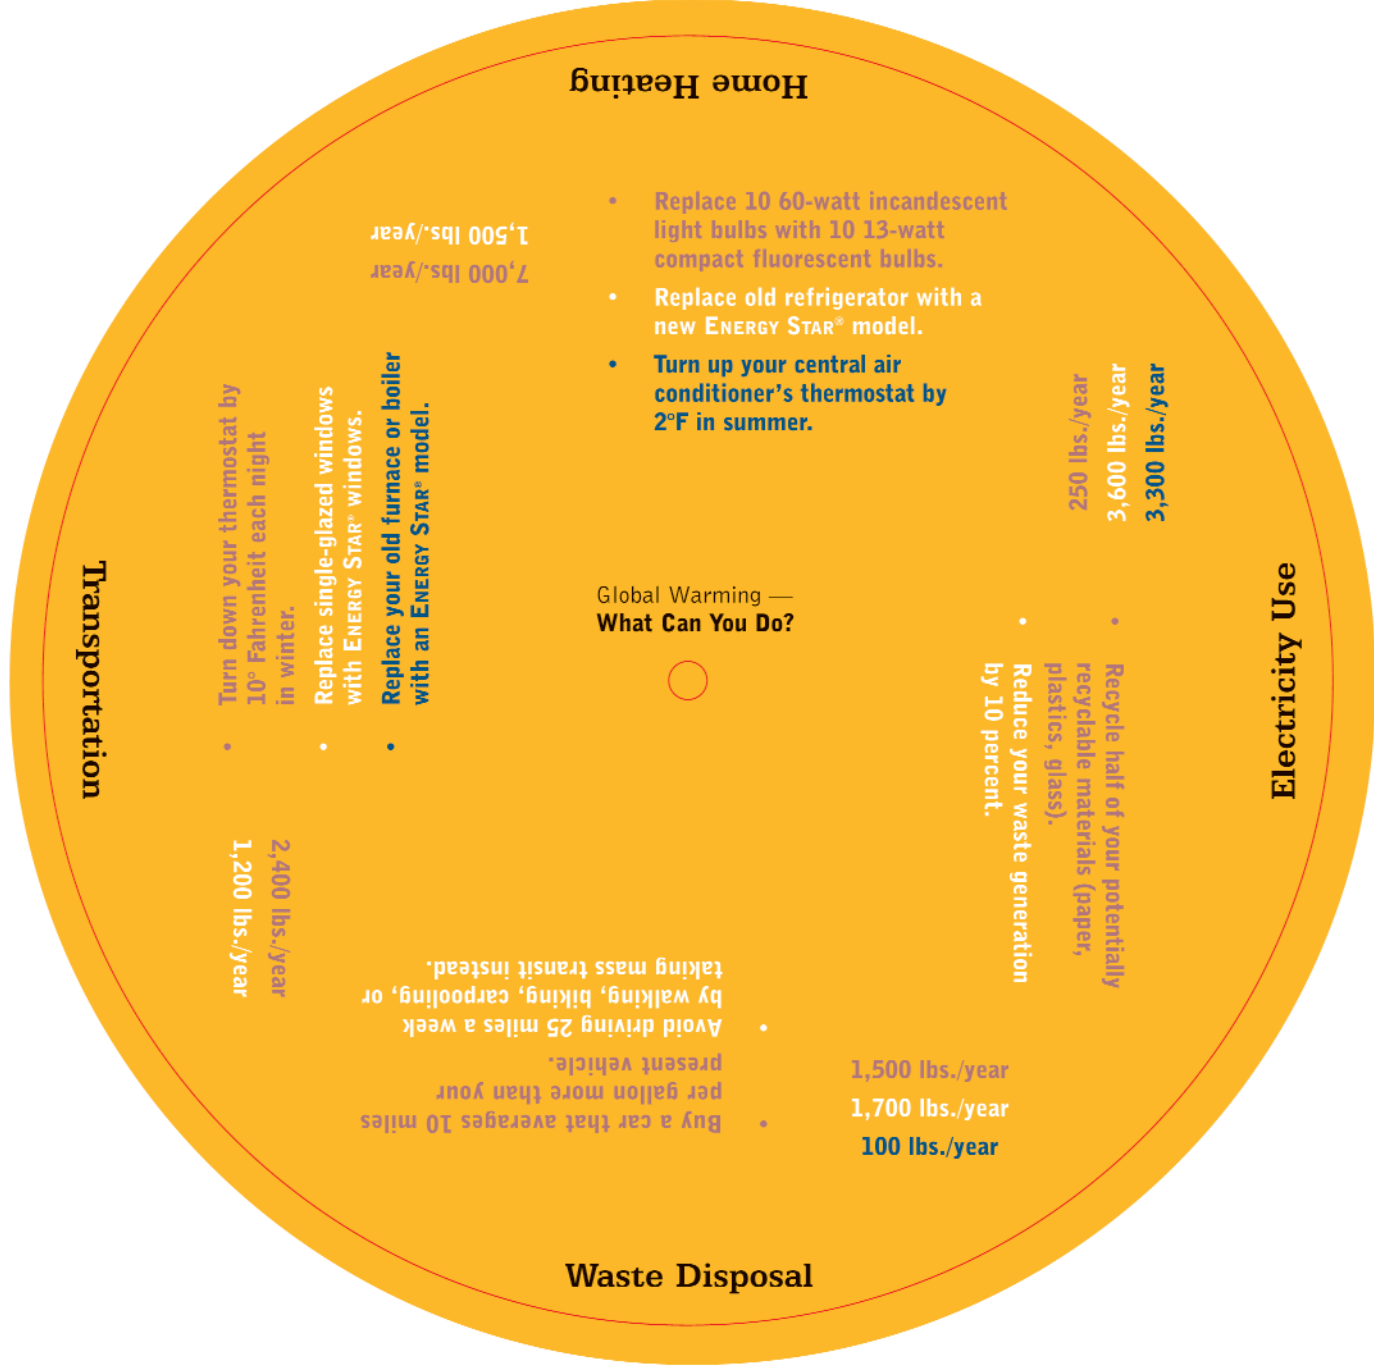 Home Heating
Replace 10 60-watt incandescent
light bulbs with 10 13-watt
compact fluorescent bulbs.
Replace old refrigerator with a
new ENERGY STAR® model.
Turn up your central air
conditioner's thermostat by
2°F in summer.
7,000 lbs./year
1,500 lbs./year
250 lbs./year
3,600 lbs./year
3,300 lbs./year
Turn down your thermostat by
10° Fahrenheit each night
in winter.
Replace single-glazed windows
with ENERGY STAR® windows.
Replace your old furnace or boiler
with an ENERGY STAR® model.
Transportation
Global Warming —
What Can You Do?
Electricity Use
Recycle half of your potentially
recyclable materials (paper,
plastics, glass).
Reduce your waste generation
by 10 percent.
2,400 lbs./year
1,200 lbs./year
Buy a car that averages 10 miles
per gallon more than your
present vehicle.
Avoid driving 25 miles a week
by walking, biking, carpooling, or
taking mass transit instead.
1,500 lbs./year
1,700 lbs./year
100 lbs./year
Waste Disposal